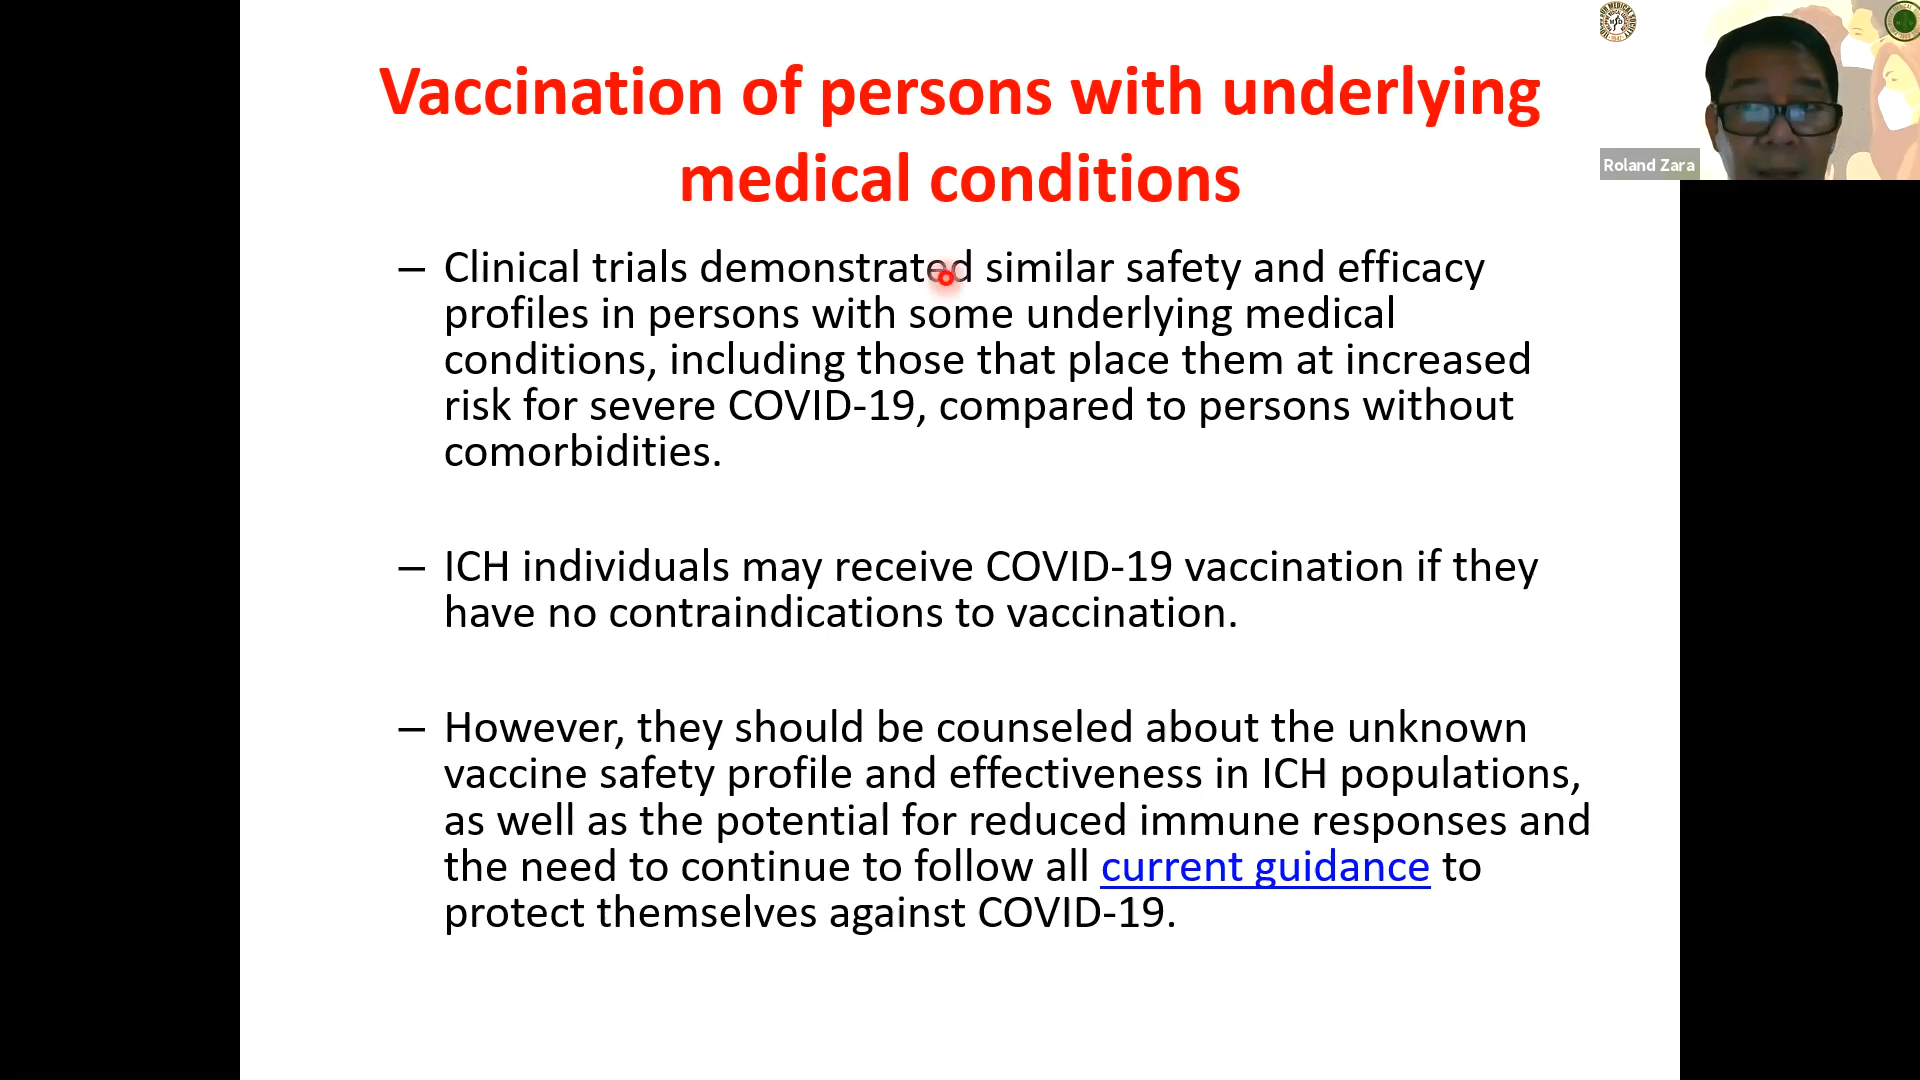 Vaccination of persons with underlying
medical conditions
– Clinical trials demonstrated similar safety and efficacy
profiles in persons with some underlying medical
conditions, including those that place them at increased
risk for severe COVID-19, compared to persons without
comorbidities.
– ICH individuals may receive COVID-19 vaccination if they
have no contraindications to vaccination.
– However, they should be counseled about the unknown
vaccine safety profile and effectiveness in ICH populations,
as well as the potential for reduced immune responses and
the need to continue to follow all current guidance to
protect themselves against COVID-19.
Roland Zara